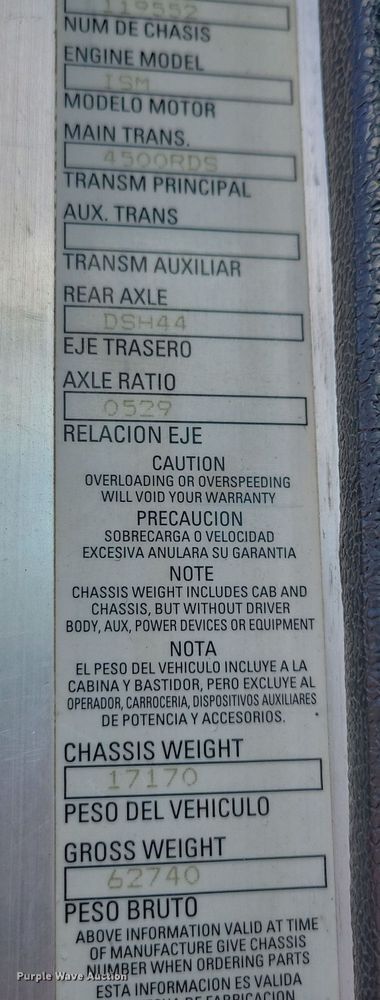 119552
NUM DE CHASIS
ENGINE MODEL
ISM
MODELO MOTOR
MAIN TRANS.
4500RDS
TRANSM PRINCIPAL
AUX. TRANS
TRANSM AUXILIAR
REAR AXLE
DSH44
EJE TRASERO
AXLE RATIO
0529
RELACION EJE
CAUTION
OVERLOADING OR OVERSPEEDING
WILL VOID YOUR WARRANTY
PRECAUCION
SOBRECARGA O VELOCIDAD
EXCESIVA ANULARA SU GARANTIA
NOTE
CHASSIS WEIGHT INCLUDES CAB AND
CHASSIS, BUT WITHOUT DRIVER
BODY, AUX, POWER DEVICES OR EQUIPMENT
NOTA
EL PESO DEL VEHICULO INCLUYE A LA
CABINA Y BASTIDOR, PERO EXCLUYE AL
OPERADOR, CARROCERIA, DISPOSITIVOS AUXILIARES
DE POTENCIA Y ACCESORIOS.
CHASSIS WEIGHT
17170
PESO DEL VEHICULO
GROSS WEIGHT
62740
PESO BRUTO
ABOVE INFORMATION VALID AT TIME
OF MANUFACTURE GIVE CHASSIS
NUMBER WHEN ORDERING PARTS
ESTA INFORMACION ES VALIDA
FECHA DE FABRICACION
Purple Wave Auction